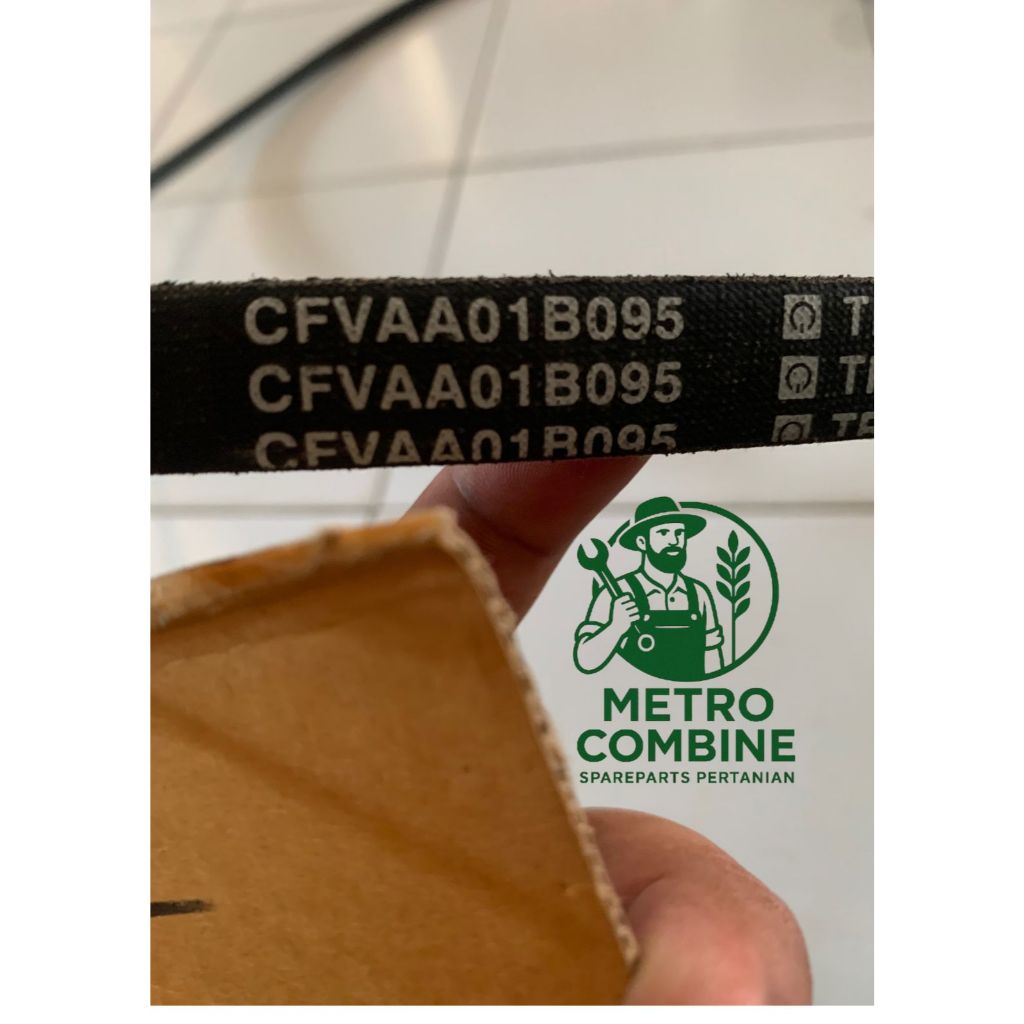 CFVAA01B095
CFVAA01B095
CFVAA01B095
METRO
COMBINE
SPAREPARTS PERTANIAN